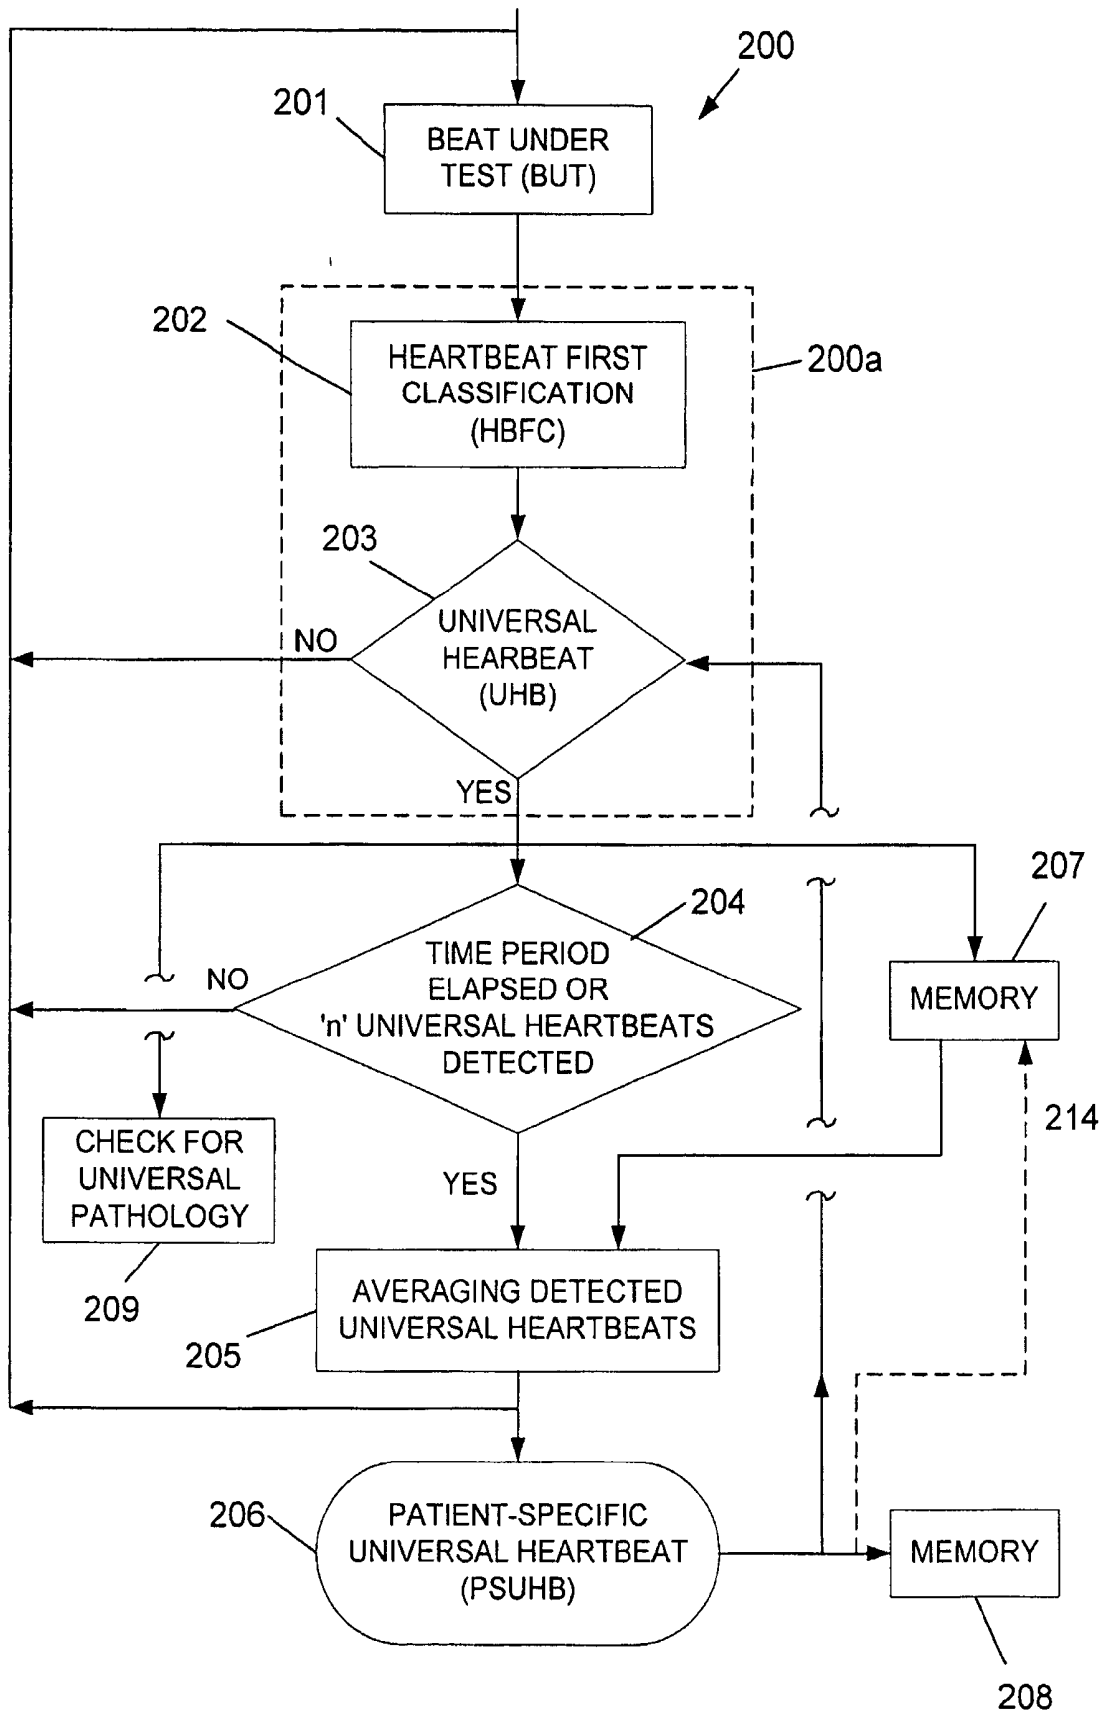 200
201
BEAT UNDER
TEST (BUT)
202
HEARTBEAT FIRST
CLASSIFICATION
(HBFC)
200a
203
UNIVERSAL
HEARBEAT
(UHB)
NO
YES
204
207
TIME PERIOD
ELAPSED OR
'n' UNIVERSAL HEARTBEATS
DETECTED
NO
MEMORY
214
CHECK FOR
UNIVERSAL
PATHOLOGY
209
YES
AVERAGING DETECTED
UNIVERSAL HEARTBEATS
205
206
PATIENT-SPECIFIC
UNIVERSAL HEARTBEAT
(PSUHB)
MEMORY
208